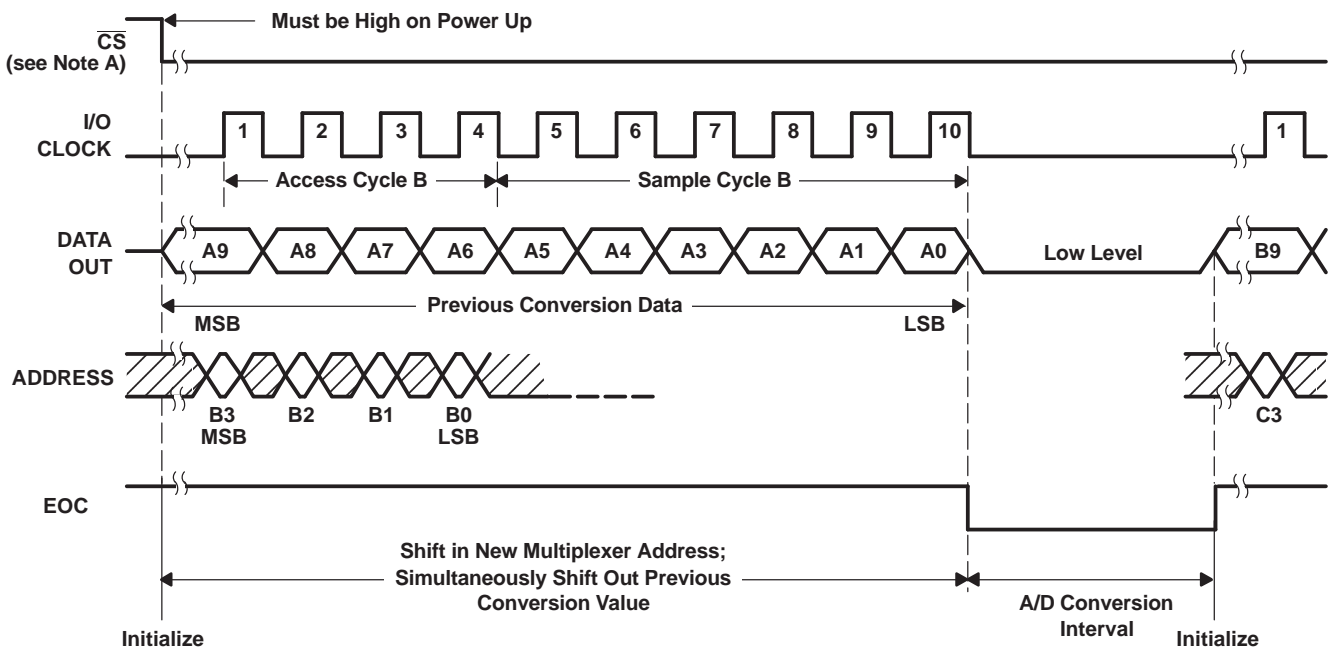 Must be High on Power Up
CS
(see Note A)
I/O
CLOCK
1 2 3 4 5 6 7 8 9 10 1
Access Cycle B Sample Cycle B
DATA
OUT
A9 A8 A7 A6 A5 A4 A3 A2 A1 A0 Low Level B9
Previous Conversion Data
MSB LSB
ADDRESS
B3 B2 B1 B0 C3
MSB LSB
EOC
Shift in New Multiplexer Address;
Simultaneously Shift Out Previous
Conversion Value
A/D Conversion
Interval
Initialize Initialize